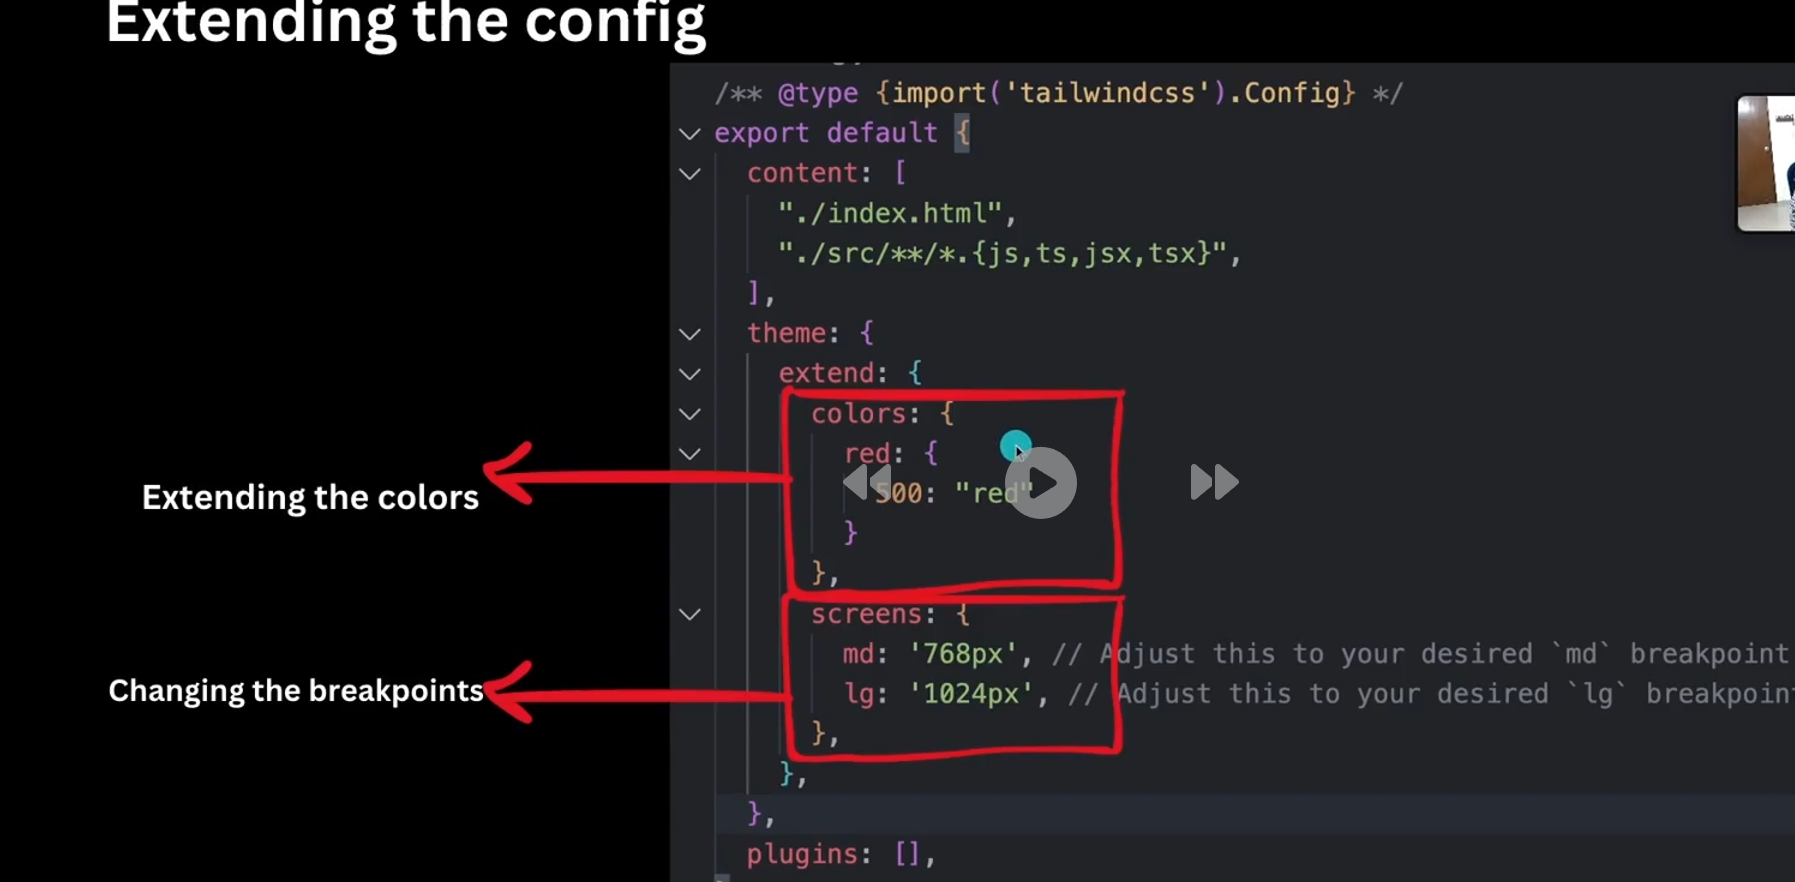 Extending the config
/** @type {import('tailwindcss').Config} */
export default {
content: [
"./index.html",
"./src/**/*.{js,ts,jsx,tsx}",
],
theme: {
extend: {
colors: {
red: {
500: "red"
}
},
Extending the colors
screens: {
md: '768px', // Adjust this to your desired `md` breakpoint
lg: '1024px', // Adjust this to your desired `lg` breakpoint
},
Changing the breakpoints
},
},
plugins: [],